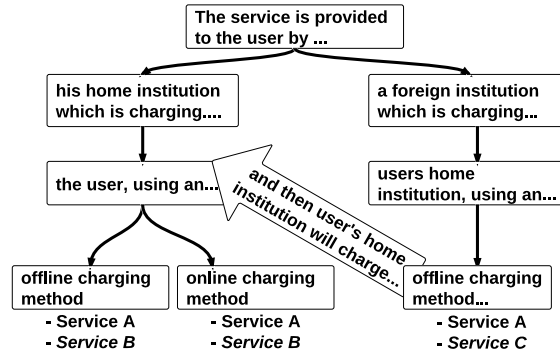 The service is provided
to the user by ...
his home institution
which is charging....
a foreign institution
which is charging...
the user, using an...
and then user's home
institution will charge...
users home
institution, using an...
offline charging
method
online charging
method
offline charging
method...
- Service A
- Service B
- Service A
- Service B
- Service A
- Service C